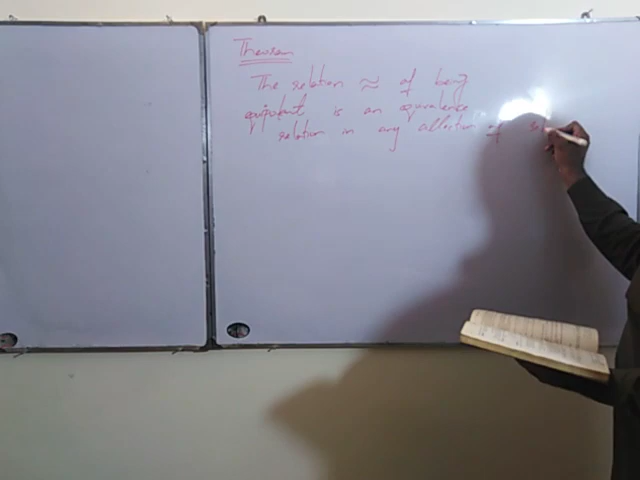 Theorem
The relation ≈ of being
equipotent is an equivalence
relation in any collection of